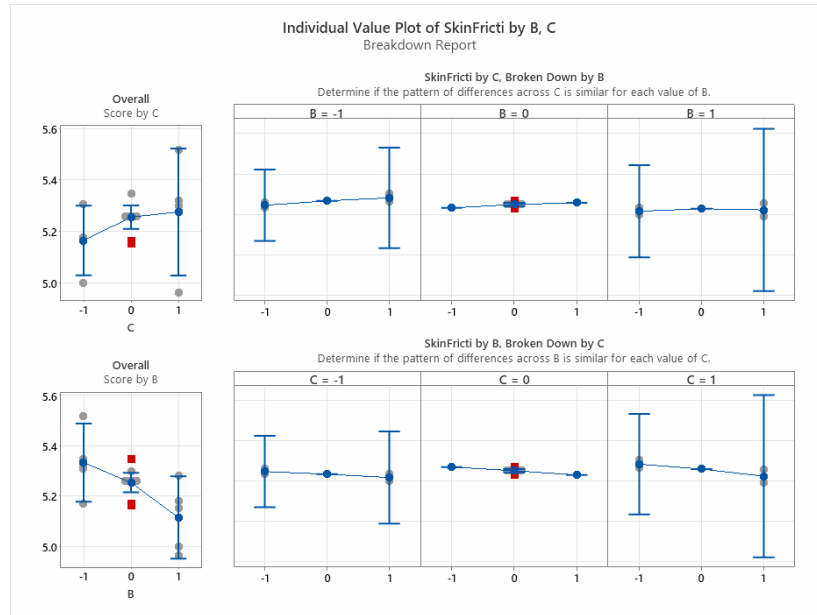 Individual Value Plot of SkinFricti by B, C
Breakdown Report
SkinFricti by C, Broken Down by B
Determine if the pattern of differences across C is similar for each value of B.
Overall
Score by C
B = -1 B = 0 B = 1
5.6
5.4
5.2
5.0
-1 0 1
C
-1 0 1 -1 0 1 -1 0 1
SkinFricti by B, Broken Down by C
Determine if the pattern of differences across B is similar for each value of C.
Overall
Score by B
C = -1 C = 0 C = 1
5.6
5.4
5.2
5.0
-1 0 1
B
-1 0 1 -1 0 1 -1 0 1